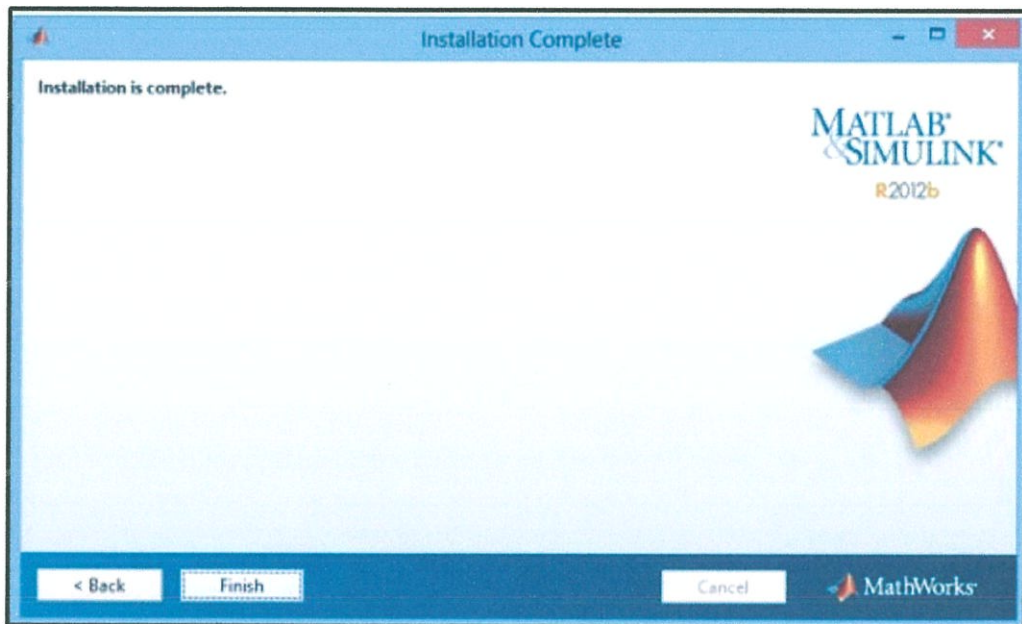 Installation Complete
Installation is complete.
MATLAB®
&SIMULINK®
R2012b
< Back
Finish
Cancel
MathWorks®